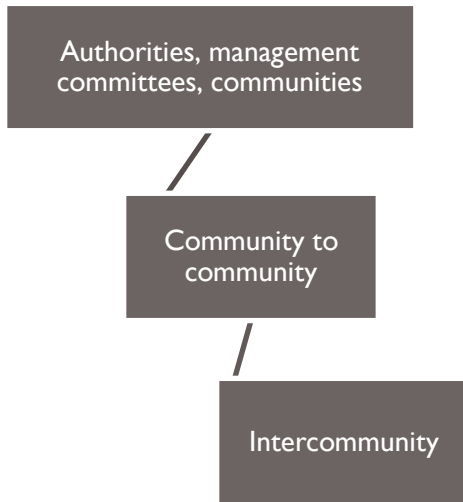 Authorities, management
committees, communities
Community to
community
Intercommunity